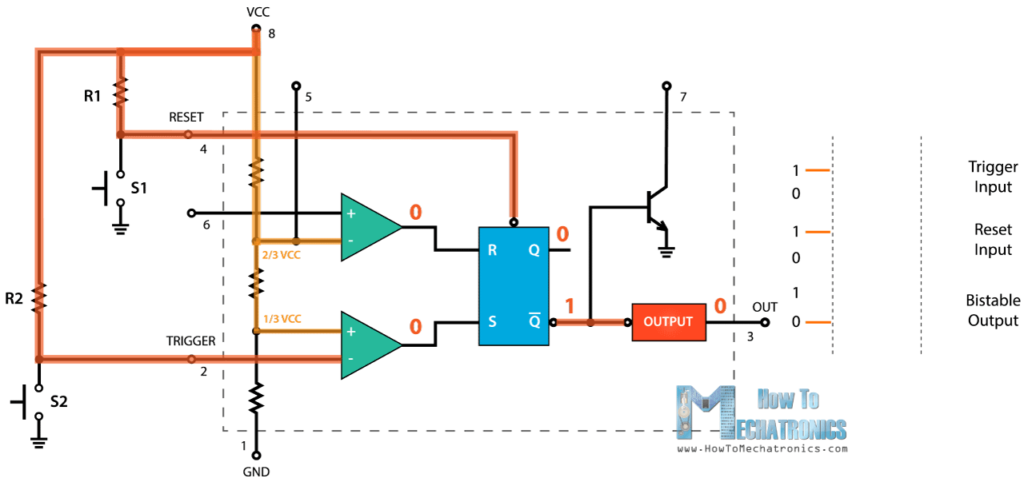 VCC
8
5
7
R1
RESET
4
S1
6
+
-
0
2/3 VCC
R
Q
0
S
Q̅
1
1/3 VCC
+
-
0
R2
TRIGGER
2
S2
OUTPUT
0
OUT
3
1
GND
1
0
Trigger
Input
1
0
Reset
Input
1
0
Bistable
Output
How To
MECHATRONICS
www.HowToMechatronics.com